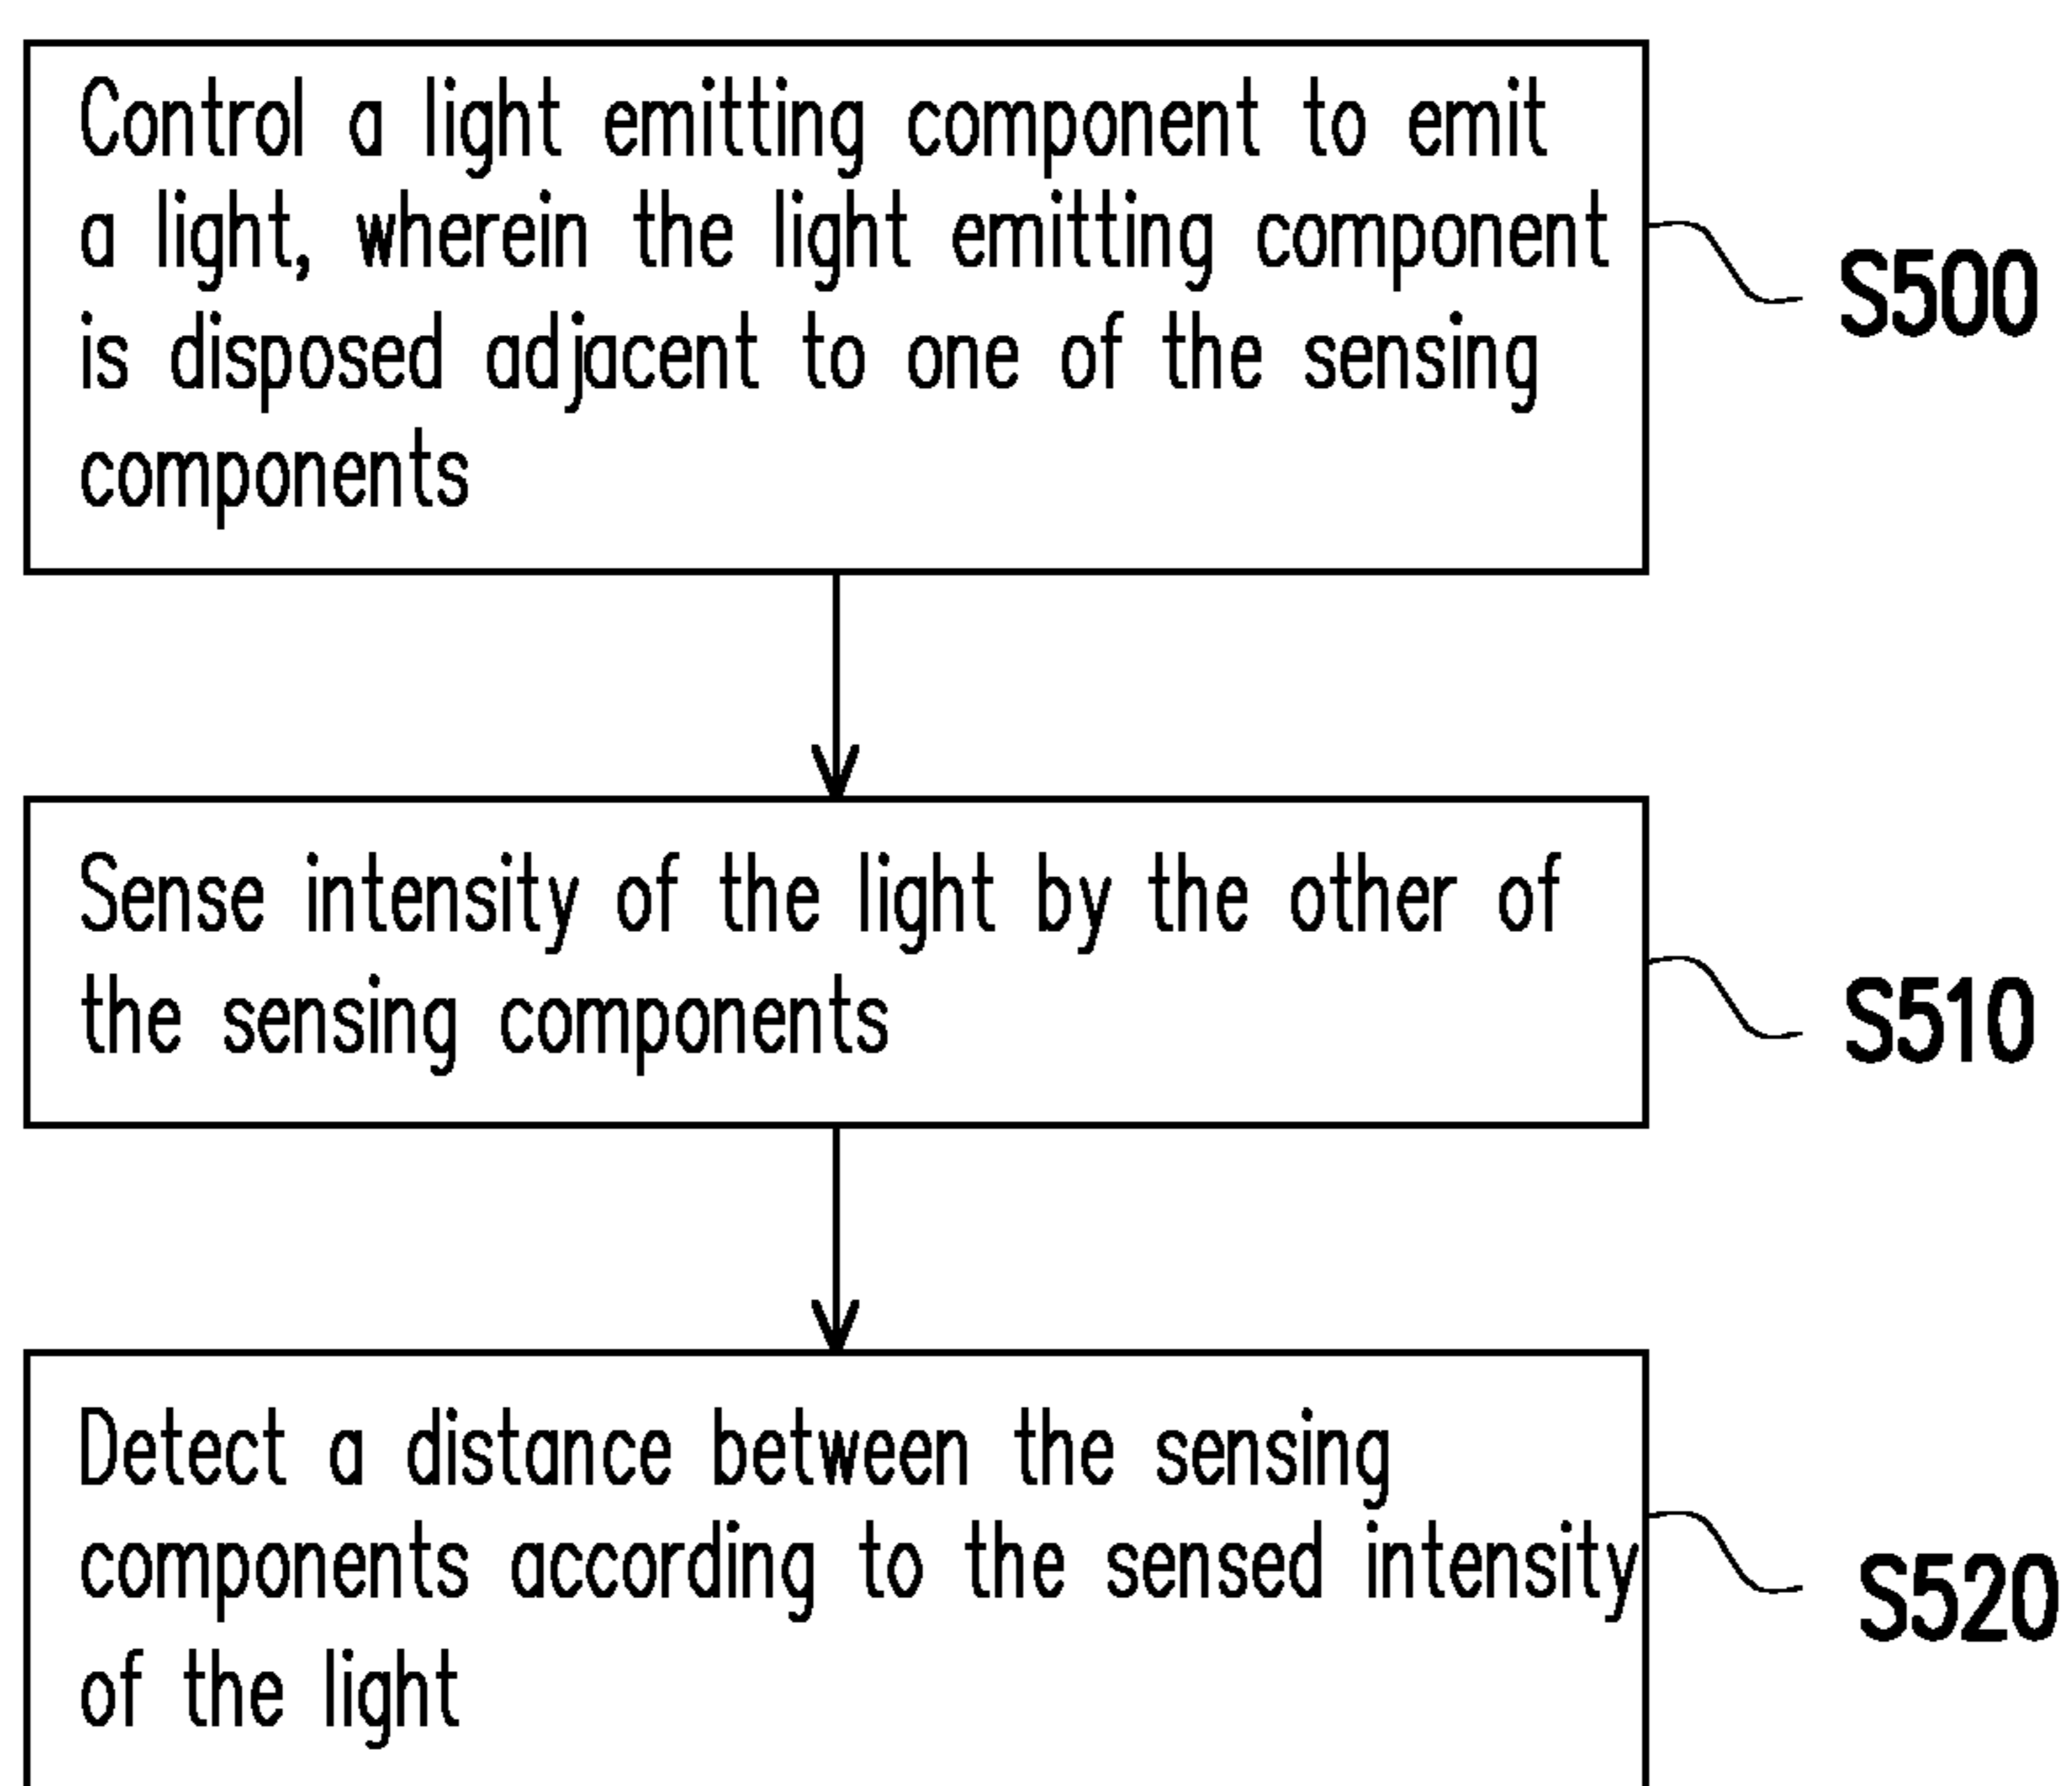 Control a light emitting component to emit
a light, wherein the light emitting component
is disposed adjacent to one of the sensing
components
S500
Sense intensity of the light by the other of
the sensing components
S510
Detect a distance between the sensing
components according to the sensed intensity
of the light
S520